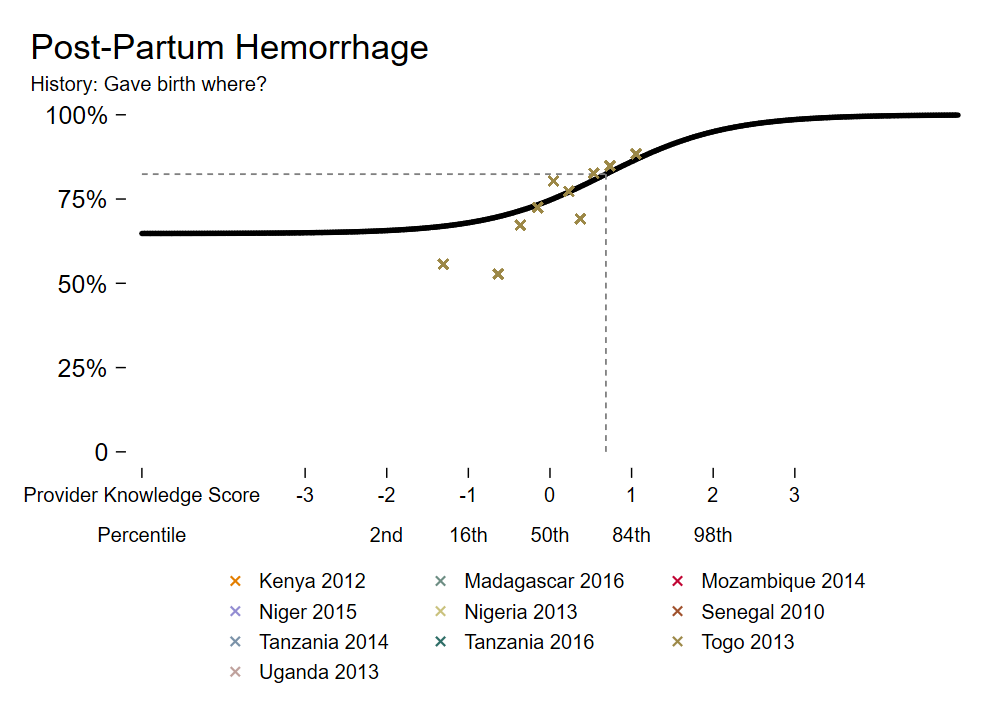 Post-Partum Hemorrhage
History: Gave birth where?
100%
75%
50%
25%
0
Provider Knowledge Score -3 -2 -1 0 1 2 3
Percentile 2nd 16th 50th 84th 98th
Kenya 2012 Madagascar 2016 Mozambique 2014
Niger 2015 Nigeria 2013 Senegal 2010
Tanzania 2014 Tanzania 2016 Togo 2013
Uganda 2013